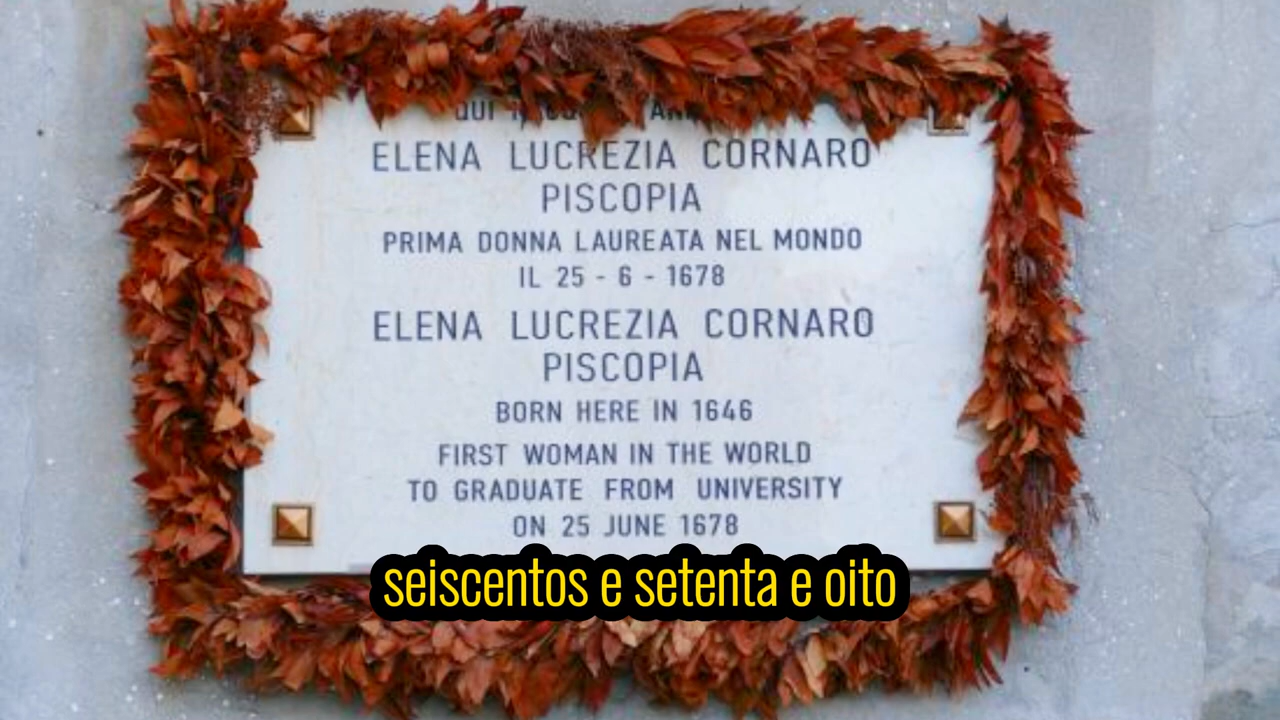 QUI
ELENA LUCREZIA CORNARO
PISCOPIA
PRIMA DONNA LAUREATA NEL MONDO
IL 25 - 6 - 1678
ELENA LUCREZIA CORNARO
PISCOPIA
BORN HERE IN 1646
FIRST WOMAN IN THE WORLD
TO GRADUATE FROM UNIVERSITY
ON 25 JUNE 1678
seiscentos e setenta e oito